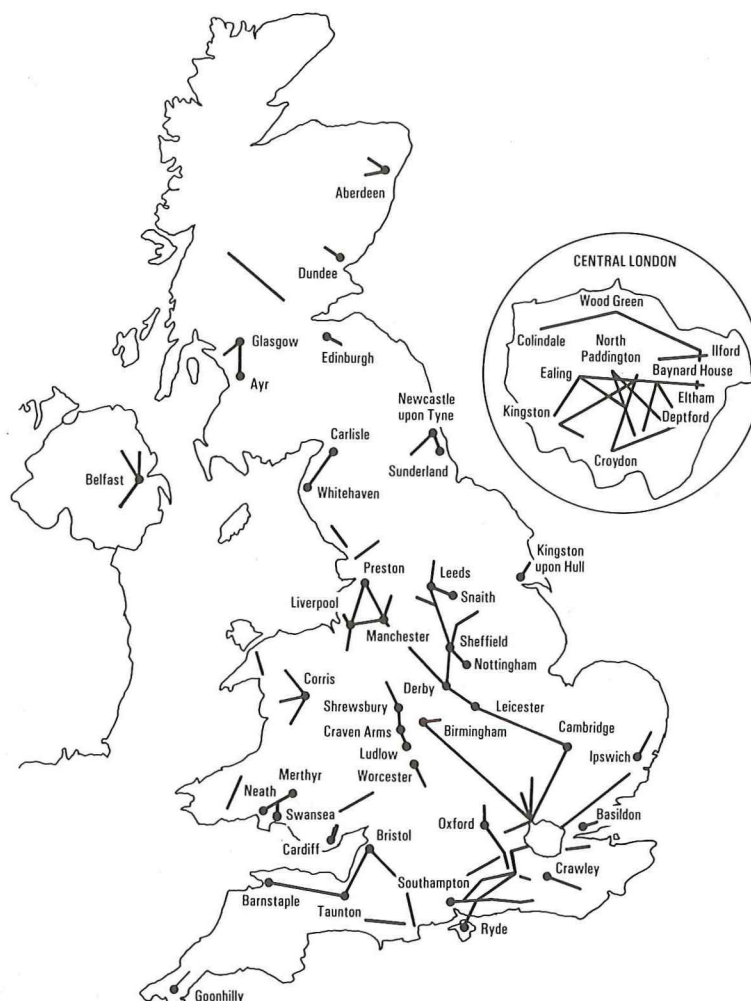 Aberdeen
Dundee
CENTRAL LONDON
Wood Green
Colindale
North
Paddington
Ilford
Baynard House
Ealing
Eltham
Kingston
Deptford
Croydon
Glasgow
Edinburgh
Ayr
Newcastle
upon Tyne
Carlisle
Sunderland
Belfast
Whitehaven
Kingston
upon Hull
Preston
Leeds
Snaith
Liverpool
Manchester
Sheffield
Nottingham
Corris
Derby
Shrewsbury
Leicester
Craven Arms
Birmingham
Cambridge
Ludlow
Ipswich
Worcester
Merthyr
Neath
Swansea
Oxford
Basildon
Cardiff
Bristol
Crawley
Southampton
Barnstaple
Taunton
Ryde
Goonhilly